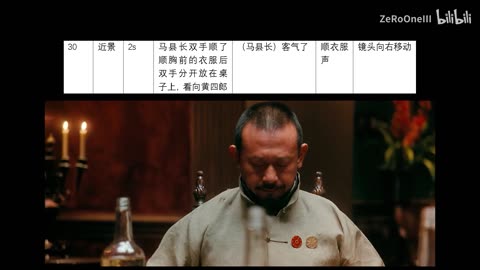 ZeRoOneIII bilibili
30 近景 2s 马县长双手顺了 （马县长）客气了 顺衣服 镜头向右移动
顺胸前的衣服后 声
双手分开放在桌
子上，看向黄四郎